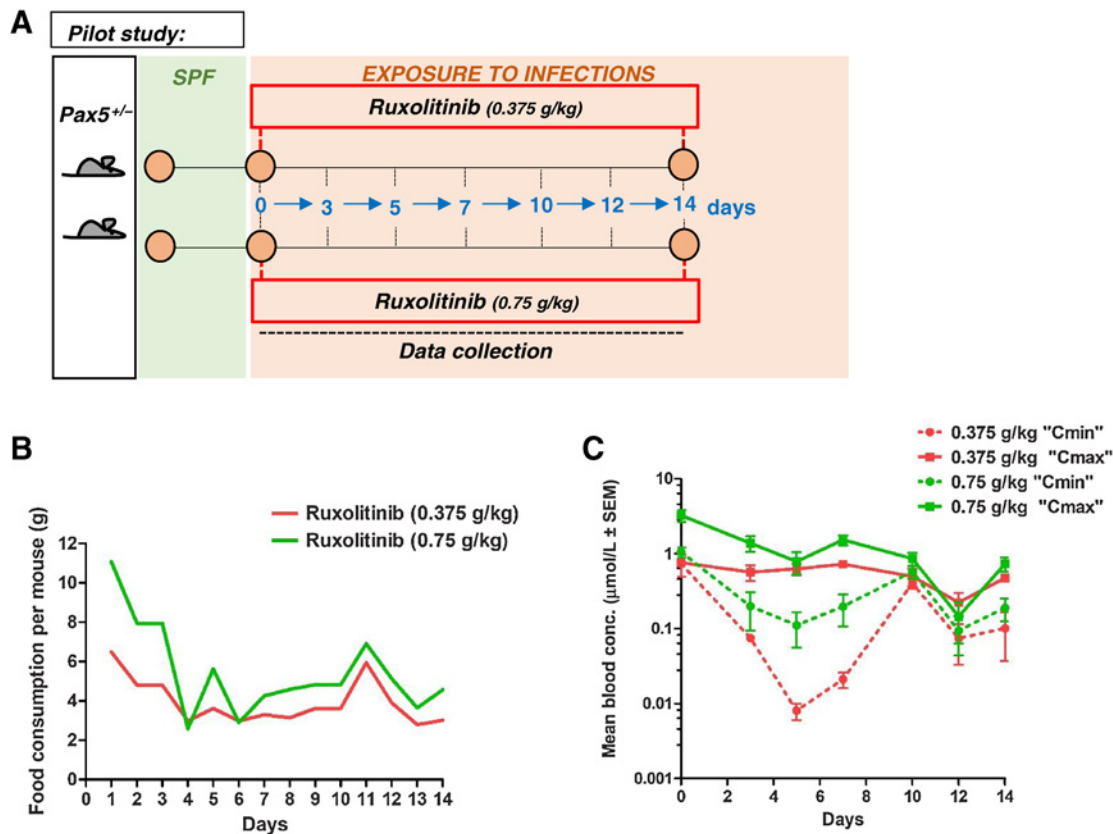 A
Pilot study:
SPF
EXPOSURE TO INFECTIONS
Pax5+/–
Ruxolitinib (0.375 g/kg)
0 3 5 7 10 12 14 days
Ruxolitinib (0.75 g/kg)
Data collection
B
Ruxolitinib (0.375 g/kg)
Ruxolitinib (0.75 g/kg)
Food consumption per mouse (g)
12
10
8
6
4
2
0
0 1 2 3 4 5 6 7 8 9 10 11 12 13 14
Days
C
0.375 g/kg "Cmin"
0.375 g/kg "Cmax"
0.75 g/kg "Cmin"
0.75 g/kg "Cmax"
Mean blood conc. (μmol/L ± SEM)
10
1
0.1
0.01
0.001
0 2 4 6 8 10 12 14
Days